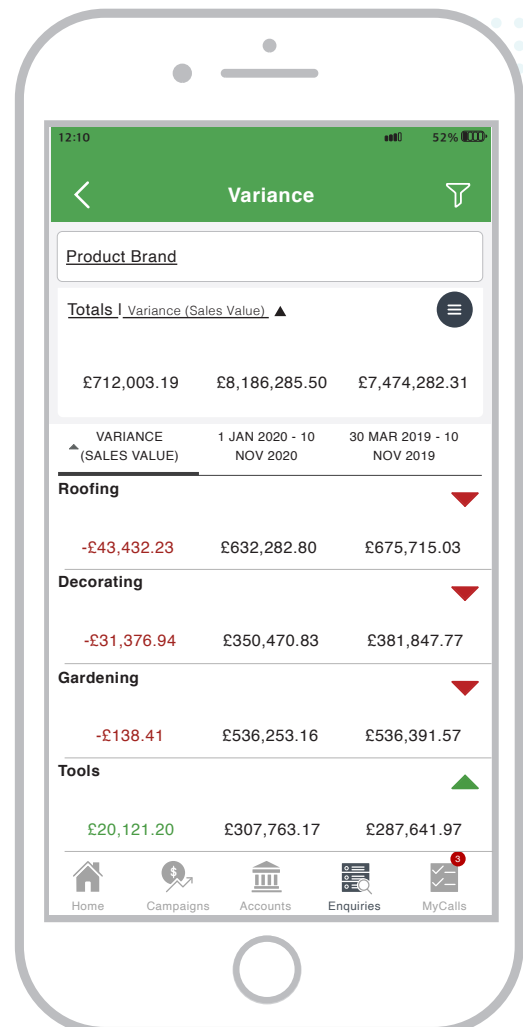 12:10 52%
Variance
Product Brand
Totals | Variance (Sales Value) ▲
£712,003.19 £8,186,285.50 £7,474,282.31
VARIANCE 1 JAN 2020 - 10 30 MAR 2019 - 10
(SALES VALUE) NOV 2020 NOV 2019
Roofing
-£43,432.23 £632,282.80 £675,715.03
Decorating
-£31,376.94 £350,470.83 £381,847.77
Gardening
-£138.41 £536,253.16 £536,391.57
Tools
£20,121.20 £307,763.17 £287,641.97
$ 3
Home Campaigns Accounts Enquiries MyCalls